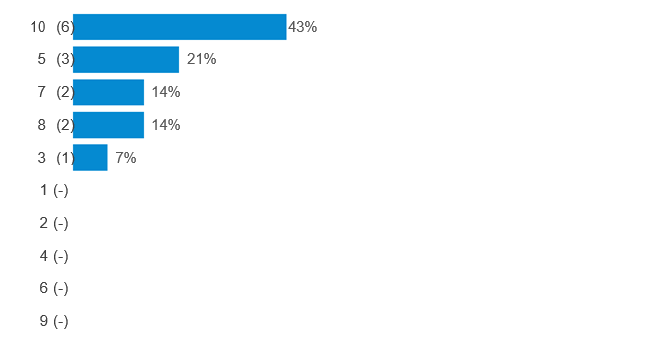 10 (6) 43%
5 (3) 21%
7 (2) 14%
8 (2) 14%
3 (1) 7%
1 (-)
2 (-)
4 (-)
6 (-)
9 (-)